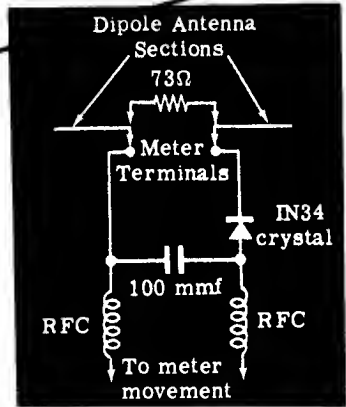 Dipole Antenna
Sections
73Ω
Meter
Terminals
IN34
crystal
100 mmf
RFC
RFC
To meter
movement